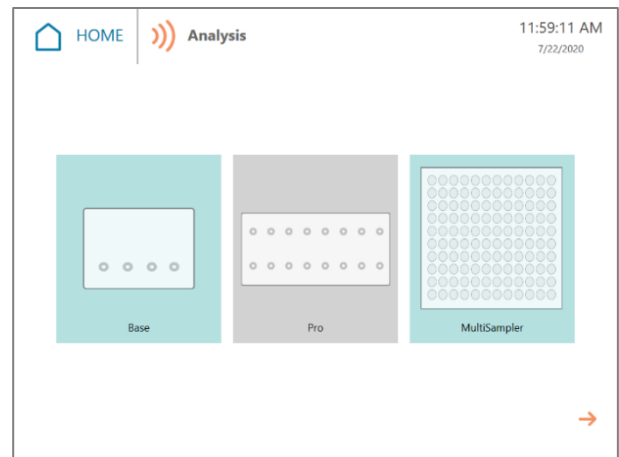 HOME
Analysis
11:59:11 AM
7/22/2020
Base
Pro
MultiSampler